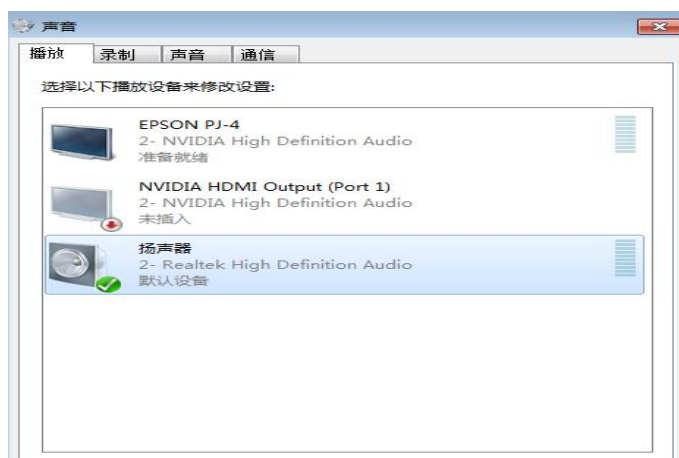 声音
播放 录制 声音 通信
选择以下播放设备来修改设置:
EPSON PJ-4
2- NVIDIA High Definition Audio
准备就绪
NVIDIA HDMI Output (Port 1)
2- NVIDIA High Definition Audio
未插入
扬声器
2- Realtek High Definition Audio
默认设备